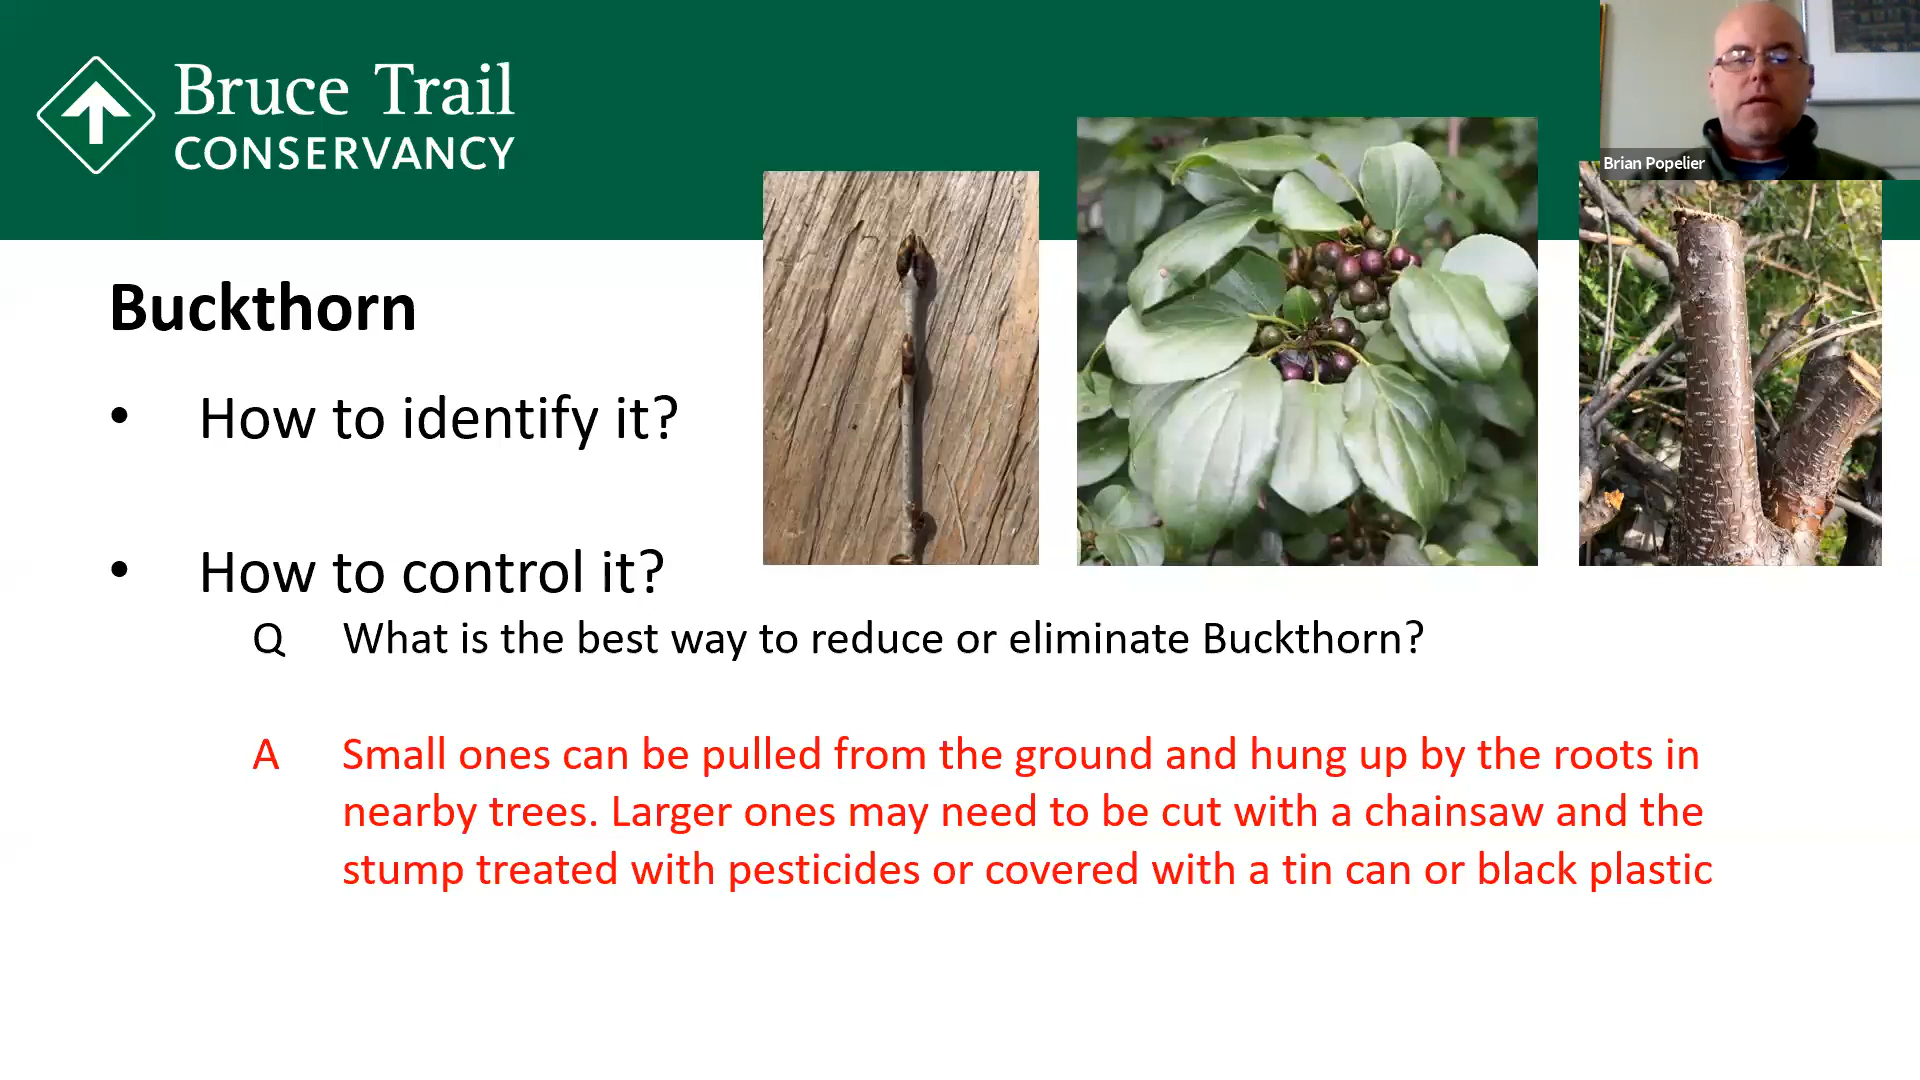 Bruce Trail
CONSERVANCY
Brian Popelier
Buckthorn
• How to identify it?
• How to control it?
Q What is the best way to reduce or eliminate Buckthorn?
A Small ones can be pulled from the ground and hung up by the roots in
nearby trees. Larger ones may need to be cut with a chainsaw and the
stump treated with pesticides or covered with a tin can or black plastic